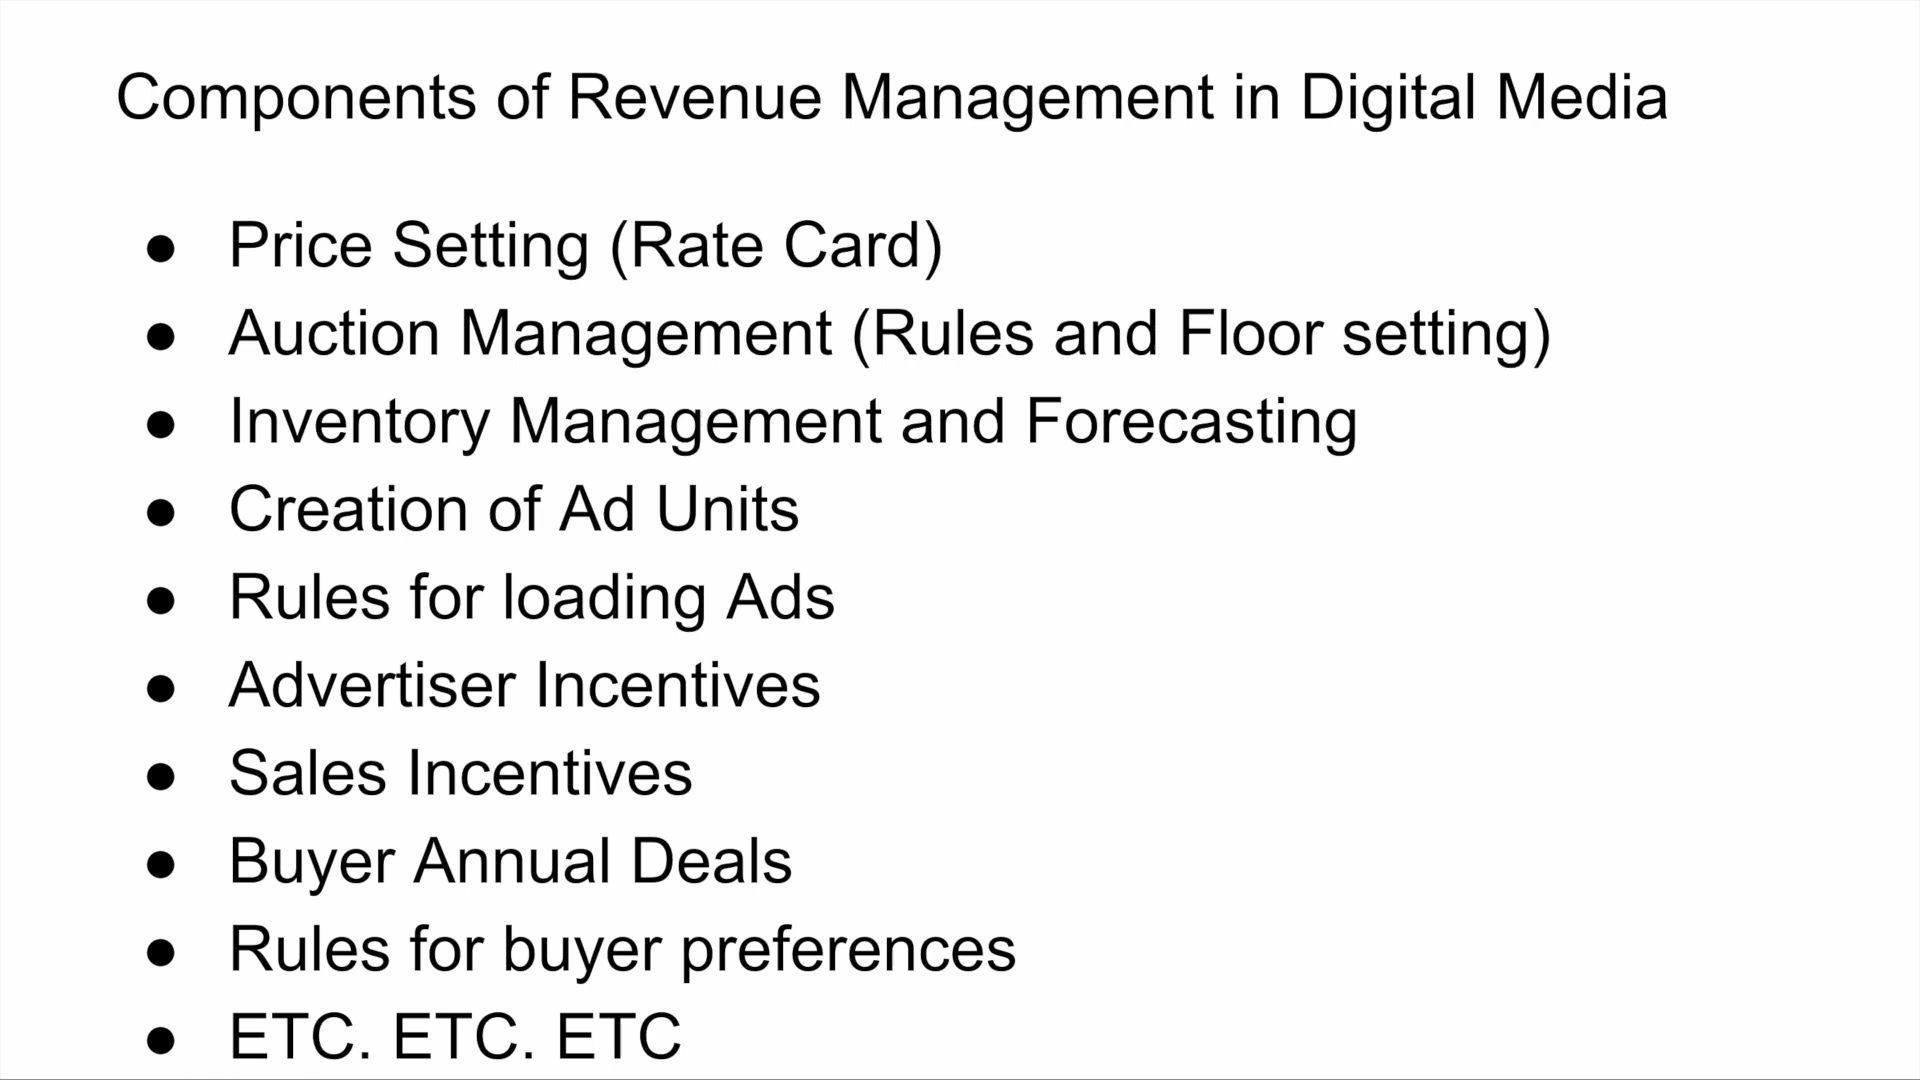 Components of Revenue Management in Digital Media
● Price Setting (Rate Card)
● Auction Management (Rules and Floor setting)
● Inventory Management and Forecasting
● Creation of Ad Units
● Rules for loading Ads
● Advertiser Incentives
● Sales Incentives
● Buyer Annual Deals
● Rules for buyer preferences
● ETC. ETC. ETC